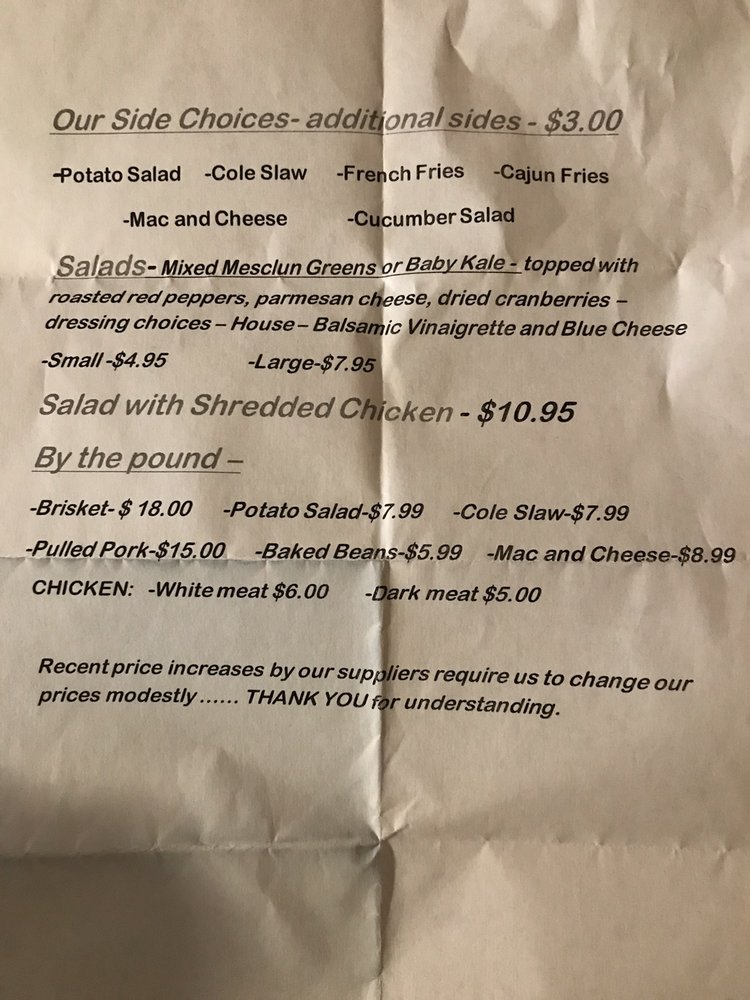 Our Side Choices- additional sides - $3.00
-Potato Salad -Cole Slaw -French Fries -Cajun Fries
-Mac and Cheese -Cucumber Salad
Salads- Mixed Mesclun Greens or Baby Kale - topped with
roasted red peppers, parmesan cheese, dried cranberries –
dressing choices – House – Balsamic Vinaigrette and Blue Cheese
-Small -$4.95 -Large-$7.95
Salad with Shredded Chicken - $10.95
By the pound –
-Brisket- $ 18.00 -Potato Salad-$7.99 -Cole Slaw-$7.99
-Pulled Pork-$15.00 -Baked Beans-$5.99 -Mac and Cheese-$8.99
CHICKEN: -White meat $6.00 -Dark meat $5.00
Recent price increases by our suppliers require us to change our
prices modestly ...... THANK YOU for understanding.